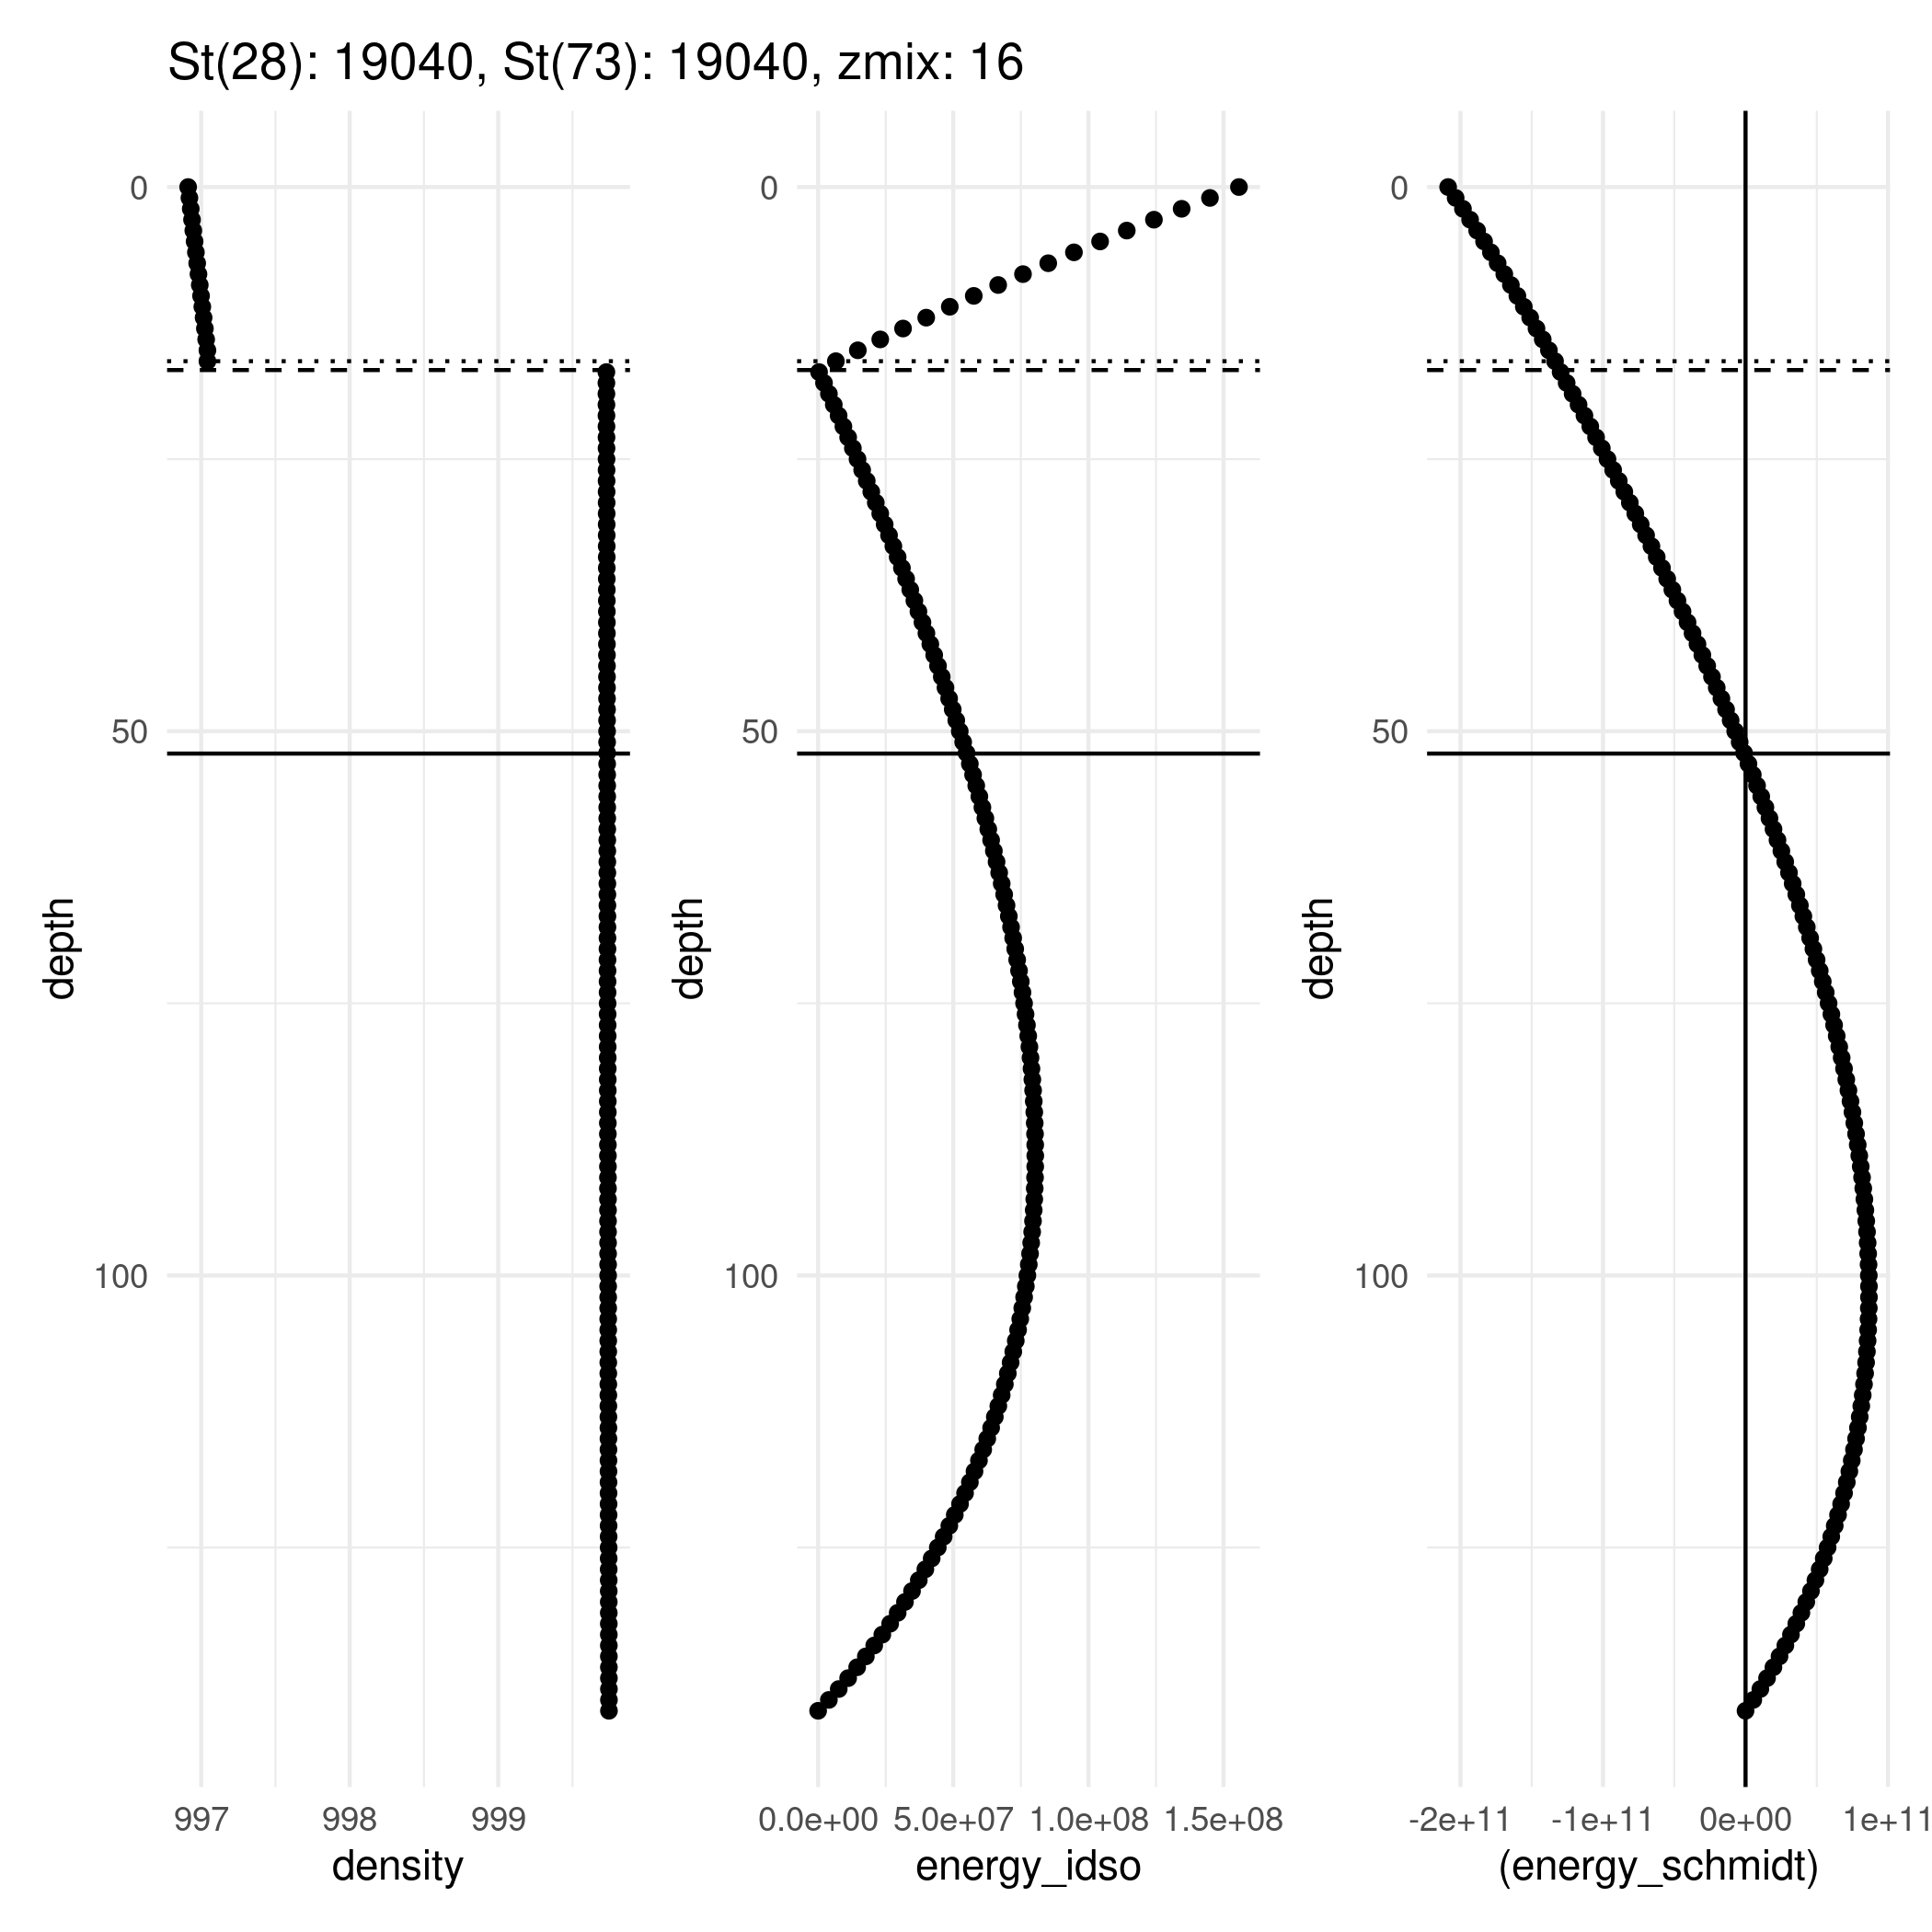 St(28): 19040, St(73): 19040, zmix: 16
0
50
100
depth
997 998 999
density
0
50
100
depth
0.0e+00 5.0e+07 1.0e+08 1.5e+08
energy_idso
0
50
100
depth
-2e+11 -1e+11 0e+00 1e+11
(energy_schmidt)